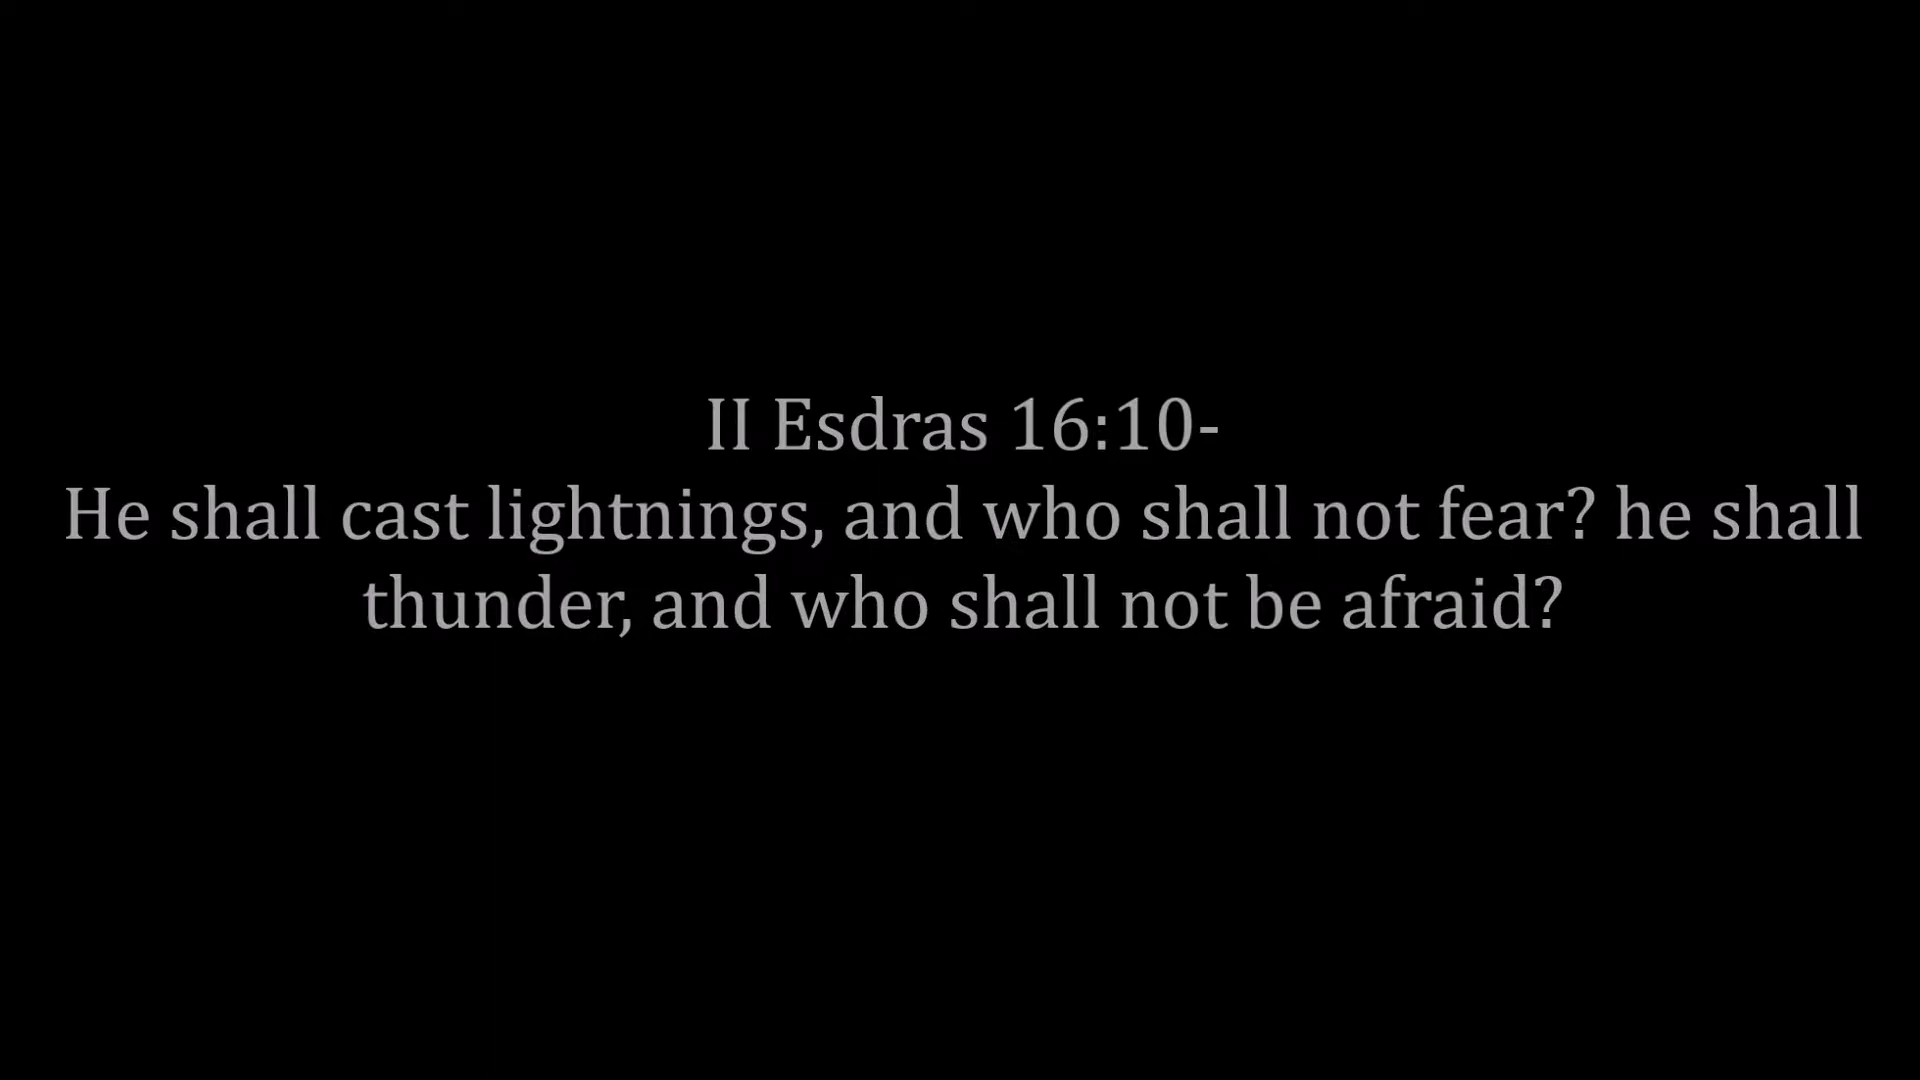 II Esdras 16:10-
He shall cast lightnings, and who shall not fear? he shall
thunder, and who shall not be afraid?